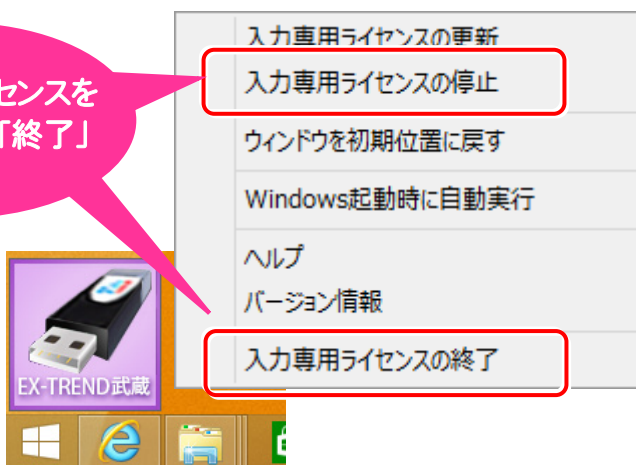 入力専用ライセンスの更新
入力専用ライセンスの停止
ウィンドウを初期位置に戻す
Windows起動時に自動実行
ヘルプ
バージョン情報
入力専用ライセンスの終了
センスを
「終了」
EX-TREND武蔵